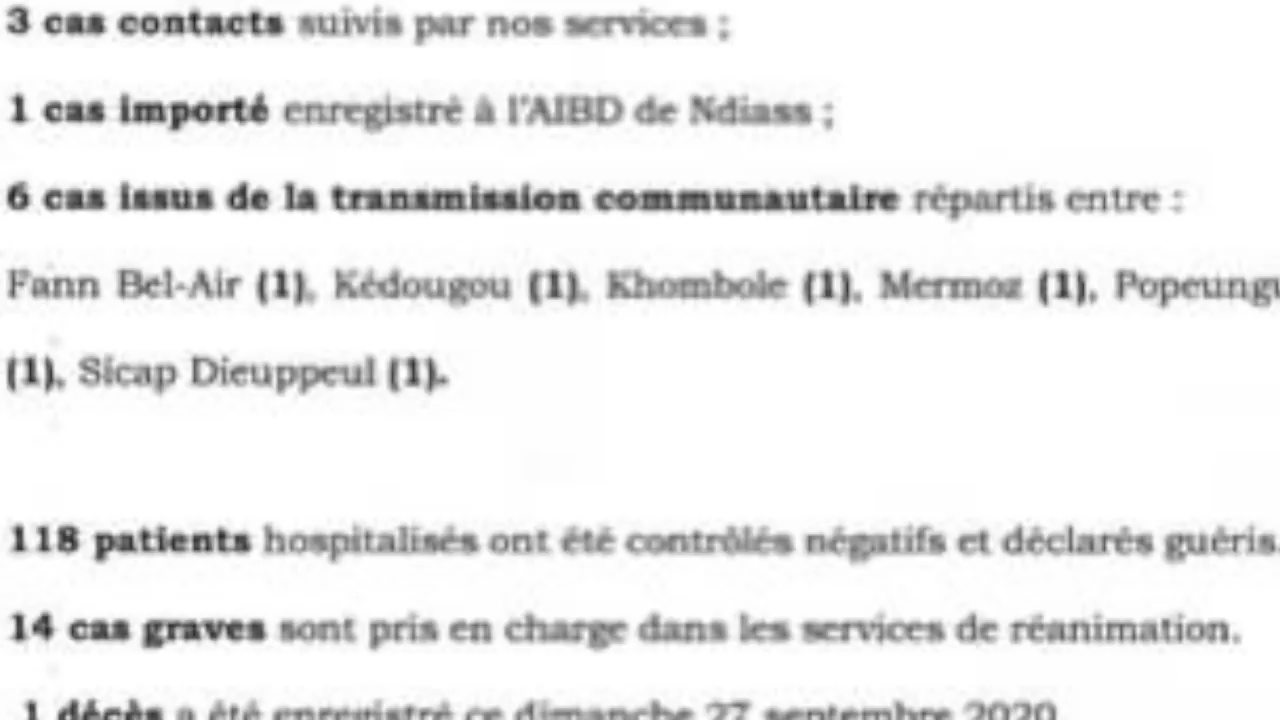 3 cas contacts suivis par nos services ;
1 cas importé enregistré à l'AIBD de Ndiass ;
6 cas issus de la transmission communautaire répartis entre :
Fann Bel-Air (1), Kédougou (1), Khombole (1), Mermoz (1), Popeungu
(1), Sicap Dieuppeul (1).
118 patients hospitalisés ont été contrôlés négatifs et déclarés guéris.
14 cas graves sont pris en charge dans les services de réanimation.
1 décès a été enregistré ce dimanche 27 septembre 2020.